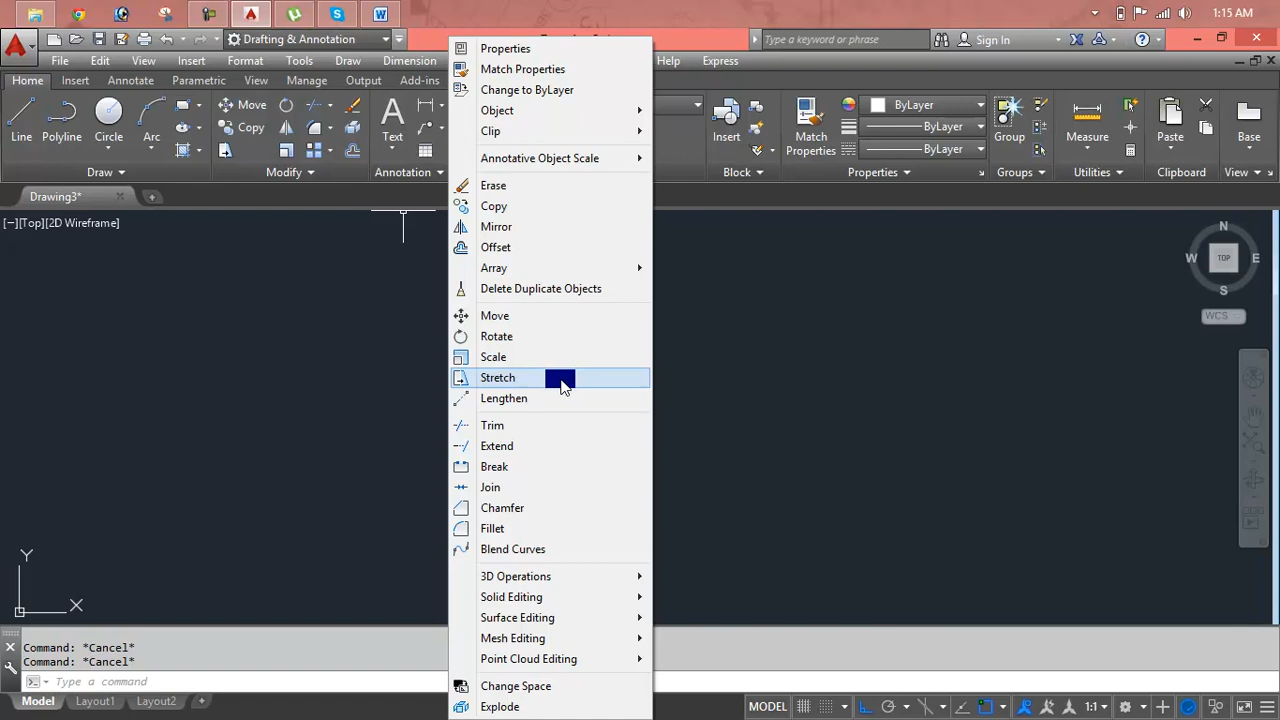 1:15 AM
Drafting & Annotation
Type a keyword or phrase
Sign In
File
Edit
View
Insert
Format
Tools
Draw
Dimension
Help
Express
Home
Insert
Annotate
Parametric
View
Manage
Output
Add-ins
Line
Polyline
Circle
Arc
Move
Copy
Text
Insert
Match
Properties
ByLayer
ByLayer
ByLayer
Group
Measure
Paste
Base
Draw
Modify
Annotation
Block
Properties
Groups
Utilities
Clipboard
View
Drawing3*
[−][Top][2D Wireframe]
Properties
Match Properties
Change to ByLayer
Object
Clip
Annotative Object Scale
Erase
Copy
Mirror
Offset
Array
Delete Duplicate Objects
Move
Rotate
Scale
Stretch
Lengthen
Trim
Extend
Break
Join
Chamfer
Fillet
Blend Curves
3D Operations
Solid Editing
Surface Editing
Mesh Editing
Point Cloud Editing
Change Space
Explode
N
W
TOP
E
S
WCS
Y
X
Command: *Cancel*
Command: *Cancel*
Type a command
Model
Layout1
Layout2
MODEL
1:1